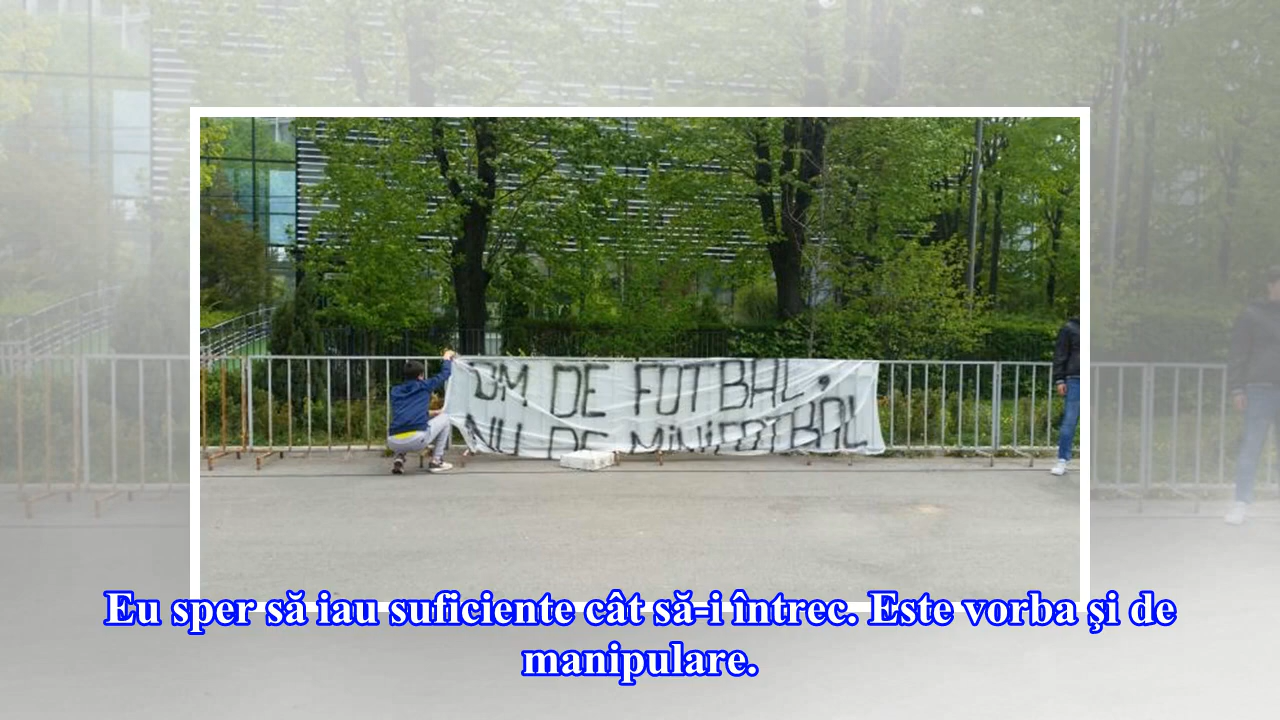 OM DE FOTBAL,
NU DE MINIFOTBAL
Eu sper să iau suficiente cât să-i întrec. Este vorba şi de
manipulare.